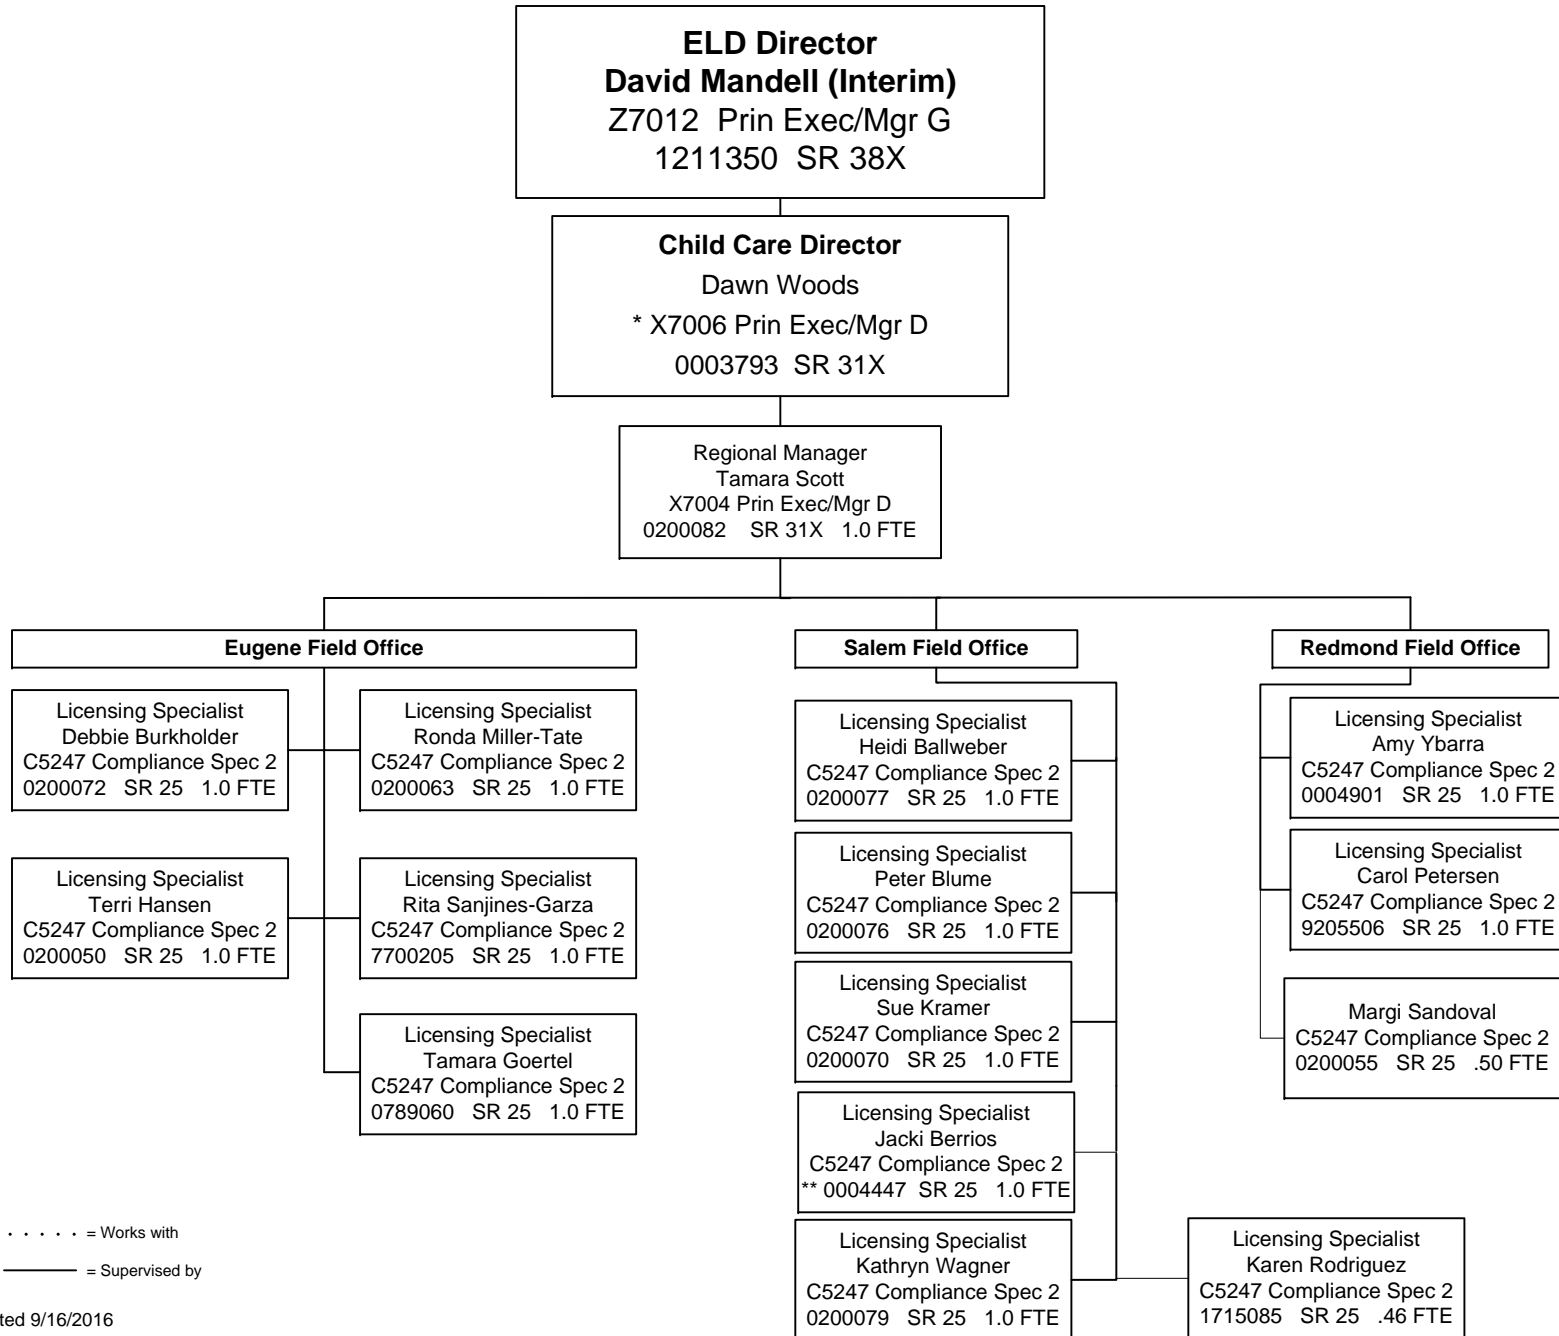 ELD Director
David Mandell (Interim)
Z7012 Prin Exec/Mgr G
1211350 SR 38X
Child Care Director
Dawn Woods
* X7006 Prin Exec/Mgr D
0003793 SR 31X
Regional Manager
Tamara Scott
X7004 Prin Exec/Mgr D
0200082 SR 31X 1.0 FTE
Eugene Field Office
Licensing Specialist
Debbie Burkholder
C5247 Compliance Spec 2
0200072 SR 25 1.0 FTE
Licensing Specialist
Ronda Miller-Tate
C5247 Compliance Spec 2
0200063 SR 25 1.0 FTE
Licensing Specialist
Terri Hansen
C5247 Compliance Spec 2
0200050 SR 25 1.0 FTE
Licensing Specialist
Rita Sanjines-Garza
C5247 Compliance Spec 2
7700205 SR 25 1.0 FTE
Licensing Specialist
Tamara Goertel
C5247 Compliance Spec 2
0789060 SR 25 1.0 FTE
Salem Field Office
Licensing Specialist
Heidi Ballweber
C5247 Compliance Spec 2
0200077 SR 25 1.0 FTE
Licensing Specialist
Peter Blume
C5247 Compliance Spec 2
0200076 SR 25 1.0 FTE
Licensing Specialist
Sue Kramer
C5247 Compliance Spec 2
0200070 SR 25 1.0 FTE
Licensing Specialist
Jacki Berrios
C5247 Compliance Spec 2
** 0004447 SR 25 1.0 FTE
Licensing Specialist
Kathryn Wagner
C5247 Compliance Spec 2
0200079 SR 25 1.0 FTE
Licensing Specialist
Karen Rodriguez
C5247 Compliance Spec 2
1715085 SR 25 .46 FTE
Redmond Field Office
Licensing Specialist
Amy Ybarra
C5247 Compliance Spec 2
0004901 SR 25 1.0 FTE
Licensing Specialist
Carol Petersen
C5247 Compliance Spec 2
9205506 SR 25 1.0 FTE
Margi Sandoval
C5247 Compliance Spec 2
0200055 SR 25 .50 FTE
= Works with
= Supervised by
ted 9/16/2016